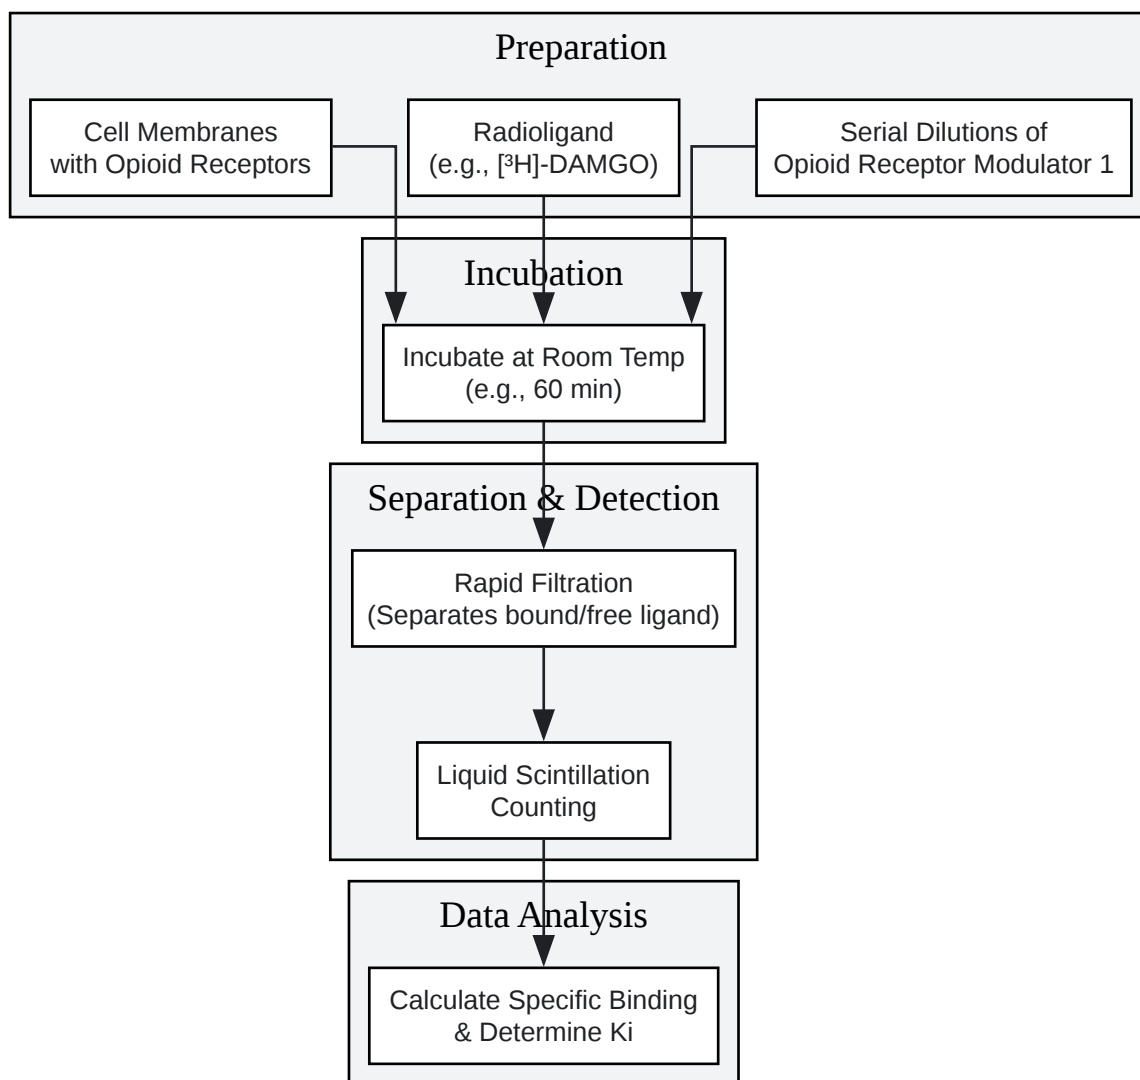 Preparation
Cell Membranes
with Opioid Receptors
Radioligand
(e.g., [³H]-DAMGO)
Serial Dilutions of
Opioid Receptor Modulator 1
Incubation
Incubate at Room Temp
(e.g., 60 min)
Separation & Detection
Rapid Filtration
(Separates bound/free ligand)
Liquid Scintillation
Counting
Data Analysis
Calculate Specific Binding
& Determine Ki